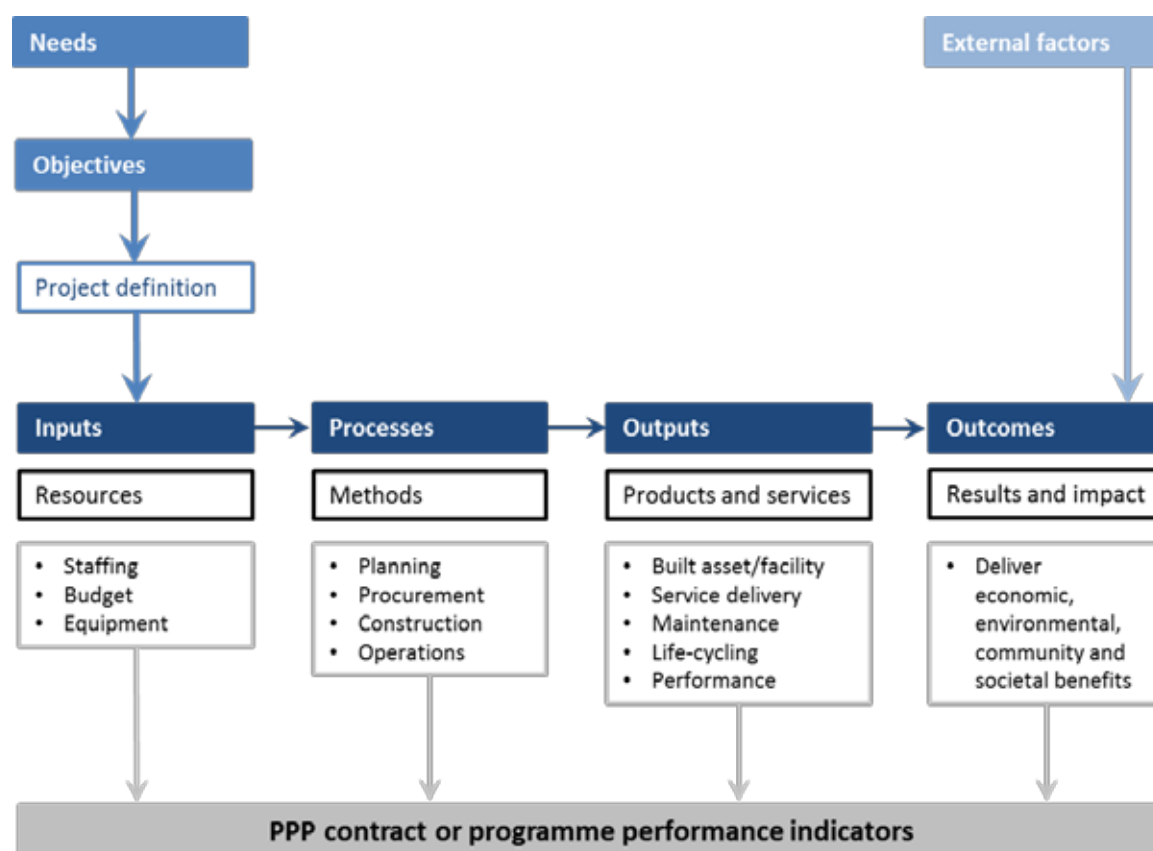 Needs
External factors
Objectives
Project definition
Inputs
Processes
Outputs
Outcomes
Resources
Methods
Products and services
Results and impact
• Staffing
• Budget
• Equipment
• Planning
• Procurement
• Construction
• Operations
• Built asset/facility
• Service delivery
• Maintenance
• Life-cycling
• Performance
• Deliver
economic,
environmental,
community and
societal benefits
PPP contract or programme performance indicators